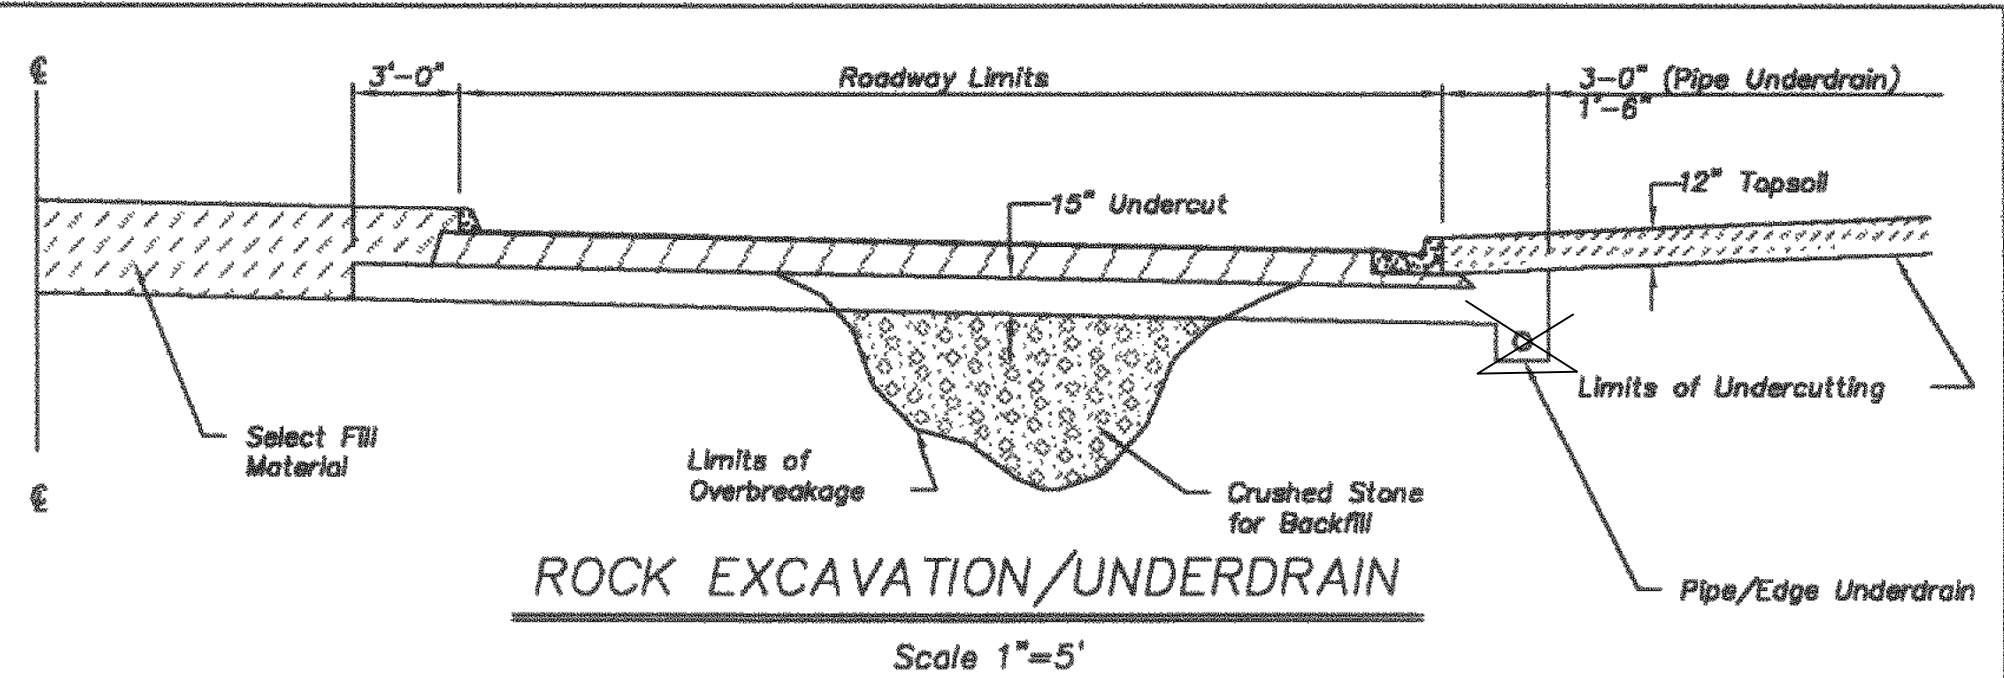 ℄
3'-0"
Roadway Limits
3-0" (Pipe Underdrain)
1'-6"
12" Topsoil
15" Undercut
Limits of Undercutting
Select Fill
Material
Limits of
Overbreakage
Crushed Stone
for Backfill
℄
Pipe/Edge Underdrain
ROCK EXCAVATION/UNDERDRAIN
Scale 1"=5'